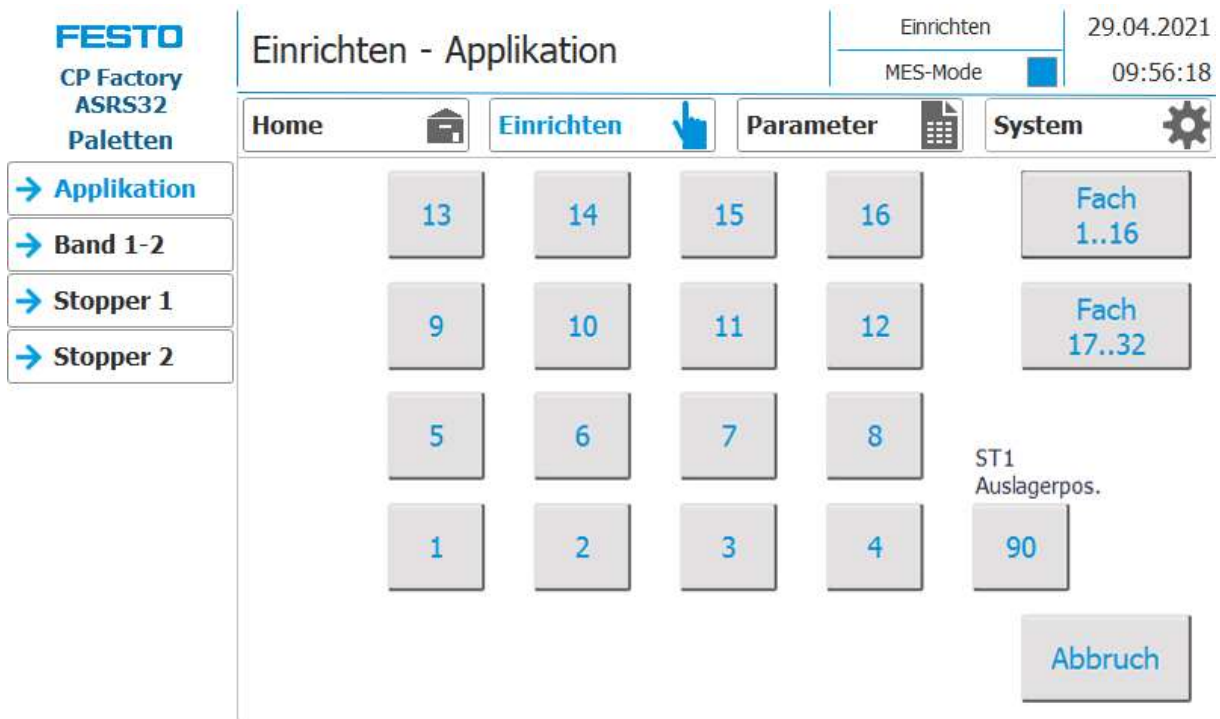 FESTO
CP Factory
ASRS32
Paletten
Einrichten - Applikation
Einrichten
MES-Mode
29.04.2021
09:56:18
Home
Einrichten
Parameter
System
Applikation
Band 1-2
Stopper 1
Stopper 2
13 14 15 16
Fach
1..16
9 10 11 12
Fach
17..32
5 6 7 8
ST1
Auslagerpos.
1 2 3 4 90
Abbruch